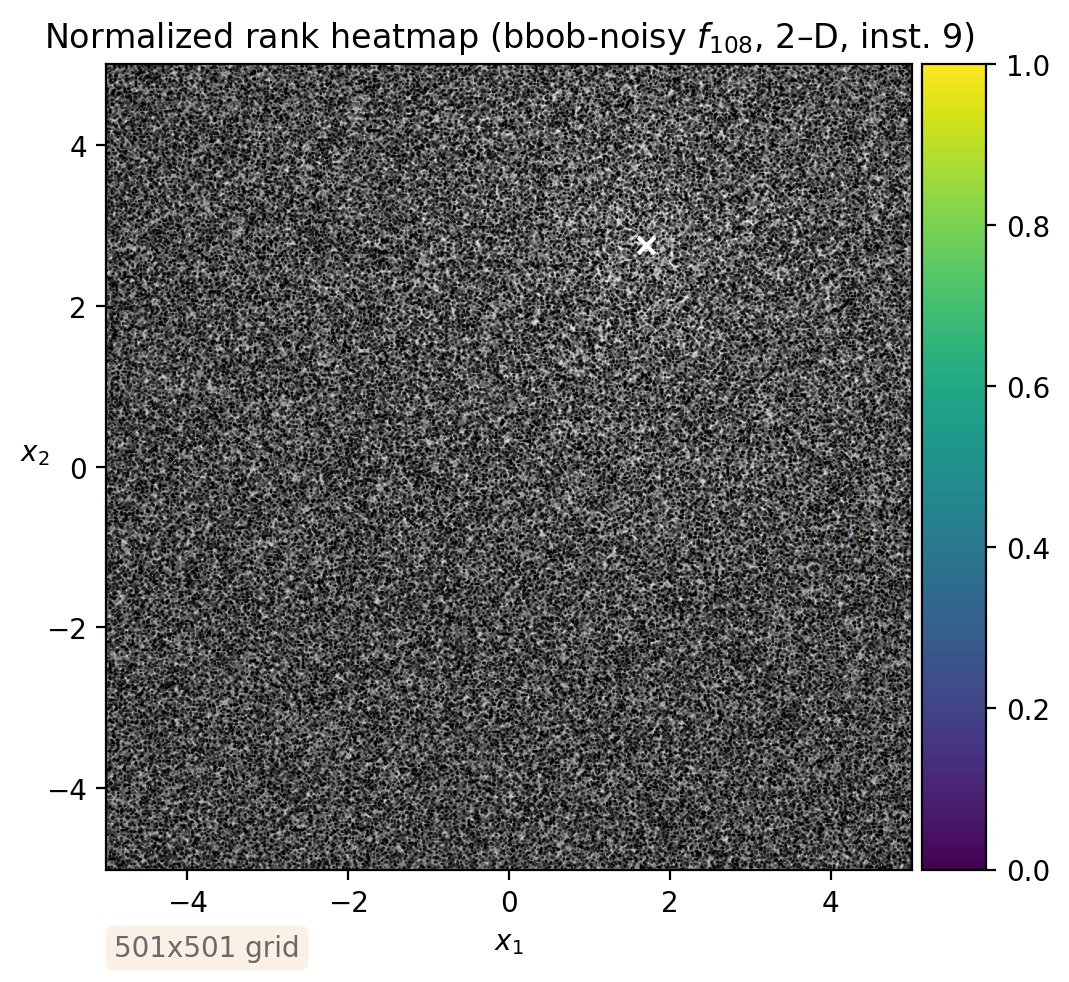 Normalized rank heatmap (bbob-noisy f108, 2–D, inst. 9)
1.0
4
0.8
2
0.6
x2 0
0.4
−2
0.2
−4
0.0
−4 −2 0 2 4
501x501 grid
x1